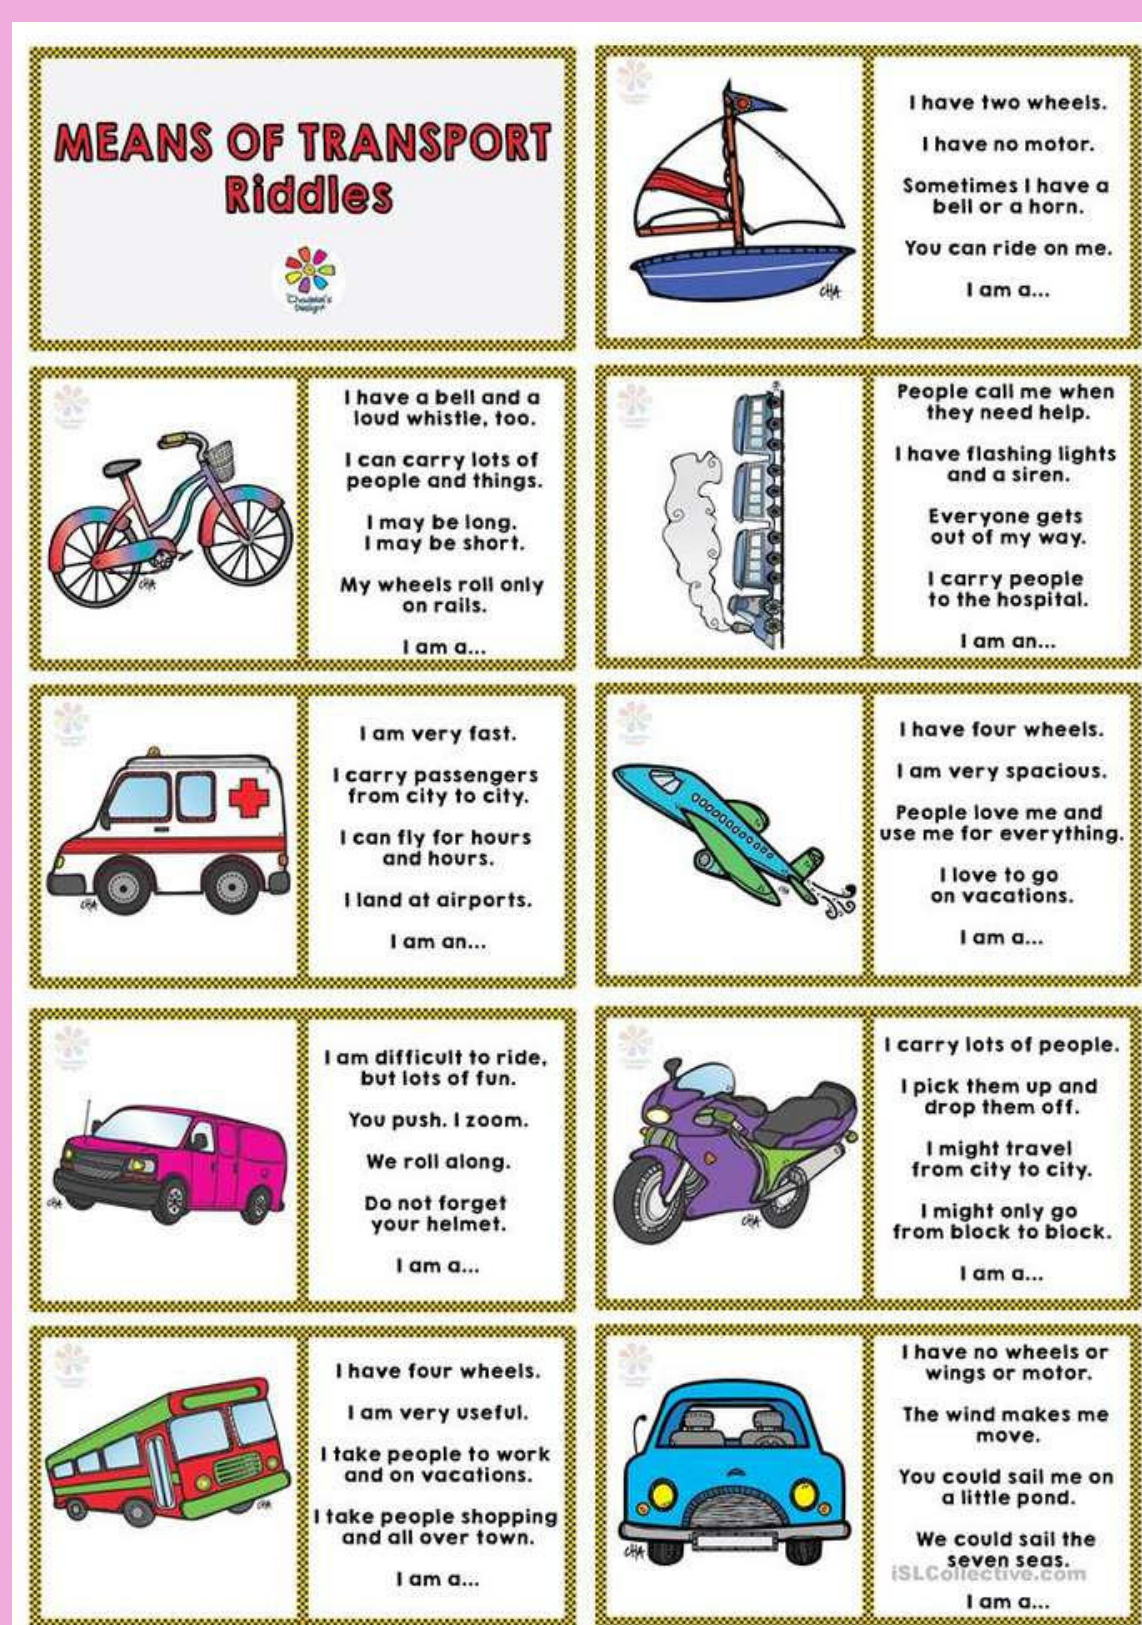 MEANS OF TRANSPORT
Riddles
Chadelai's
Design
I have two wheels.
I have no motor.
Sometimes I have a
bell or a horn.
You can ride on me.
I am a...
CHA
I have a bell and a
loud whistle, too.
I can carry lots of
people and things.
I may be long.
I may be short.
My wheels roll only
on rails.
I am a...
CHA
People call me when
they need help.
I have flashing lights
and a siren.
Everyone gets
out of my way.
I carry people
to the hospital.
I am an...
I am very fast.
I carry passengers
from city to city.
I can fly for hours
and hours.
I land at airports.
I am an...
CHA
I have four wheels.
I am very spacious.
People love me and
use me for everything.
I love to go
on vacations.
I am a...
CHA
I am difficult to ride,
but lots of fun.
You push. I zoom.
We roll along.
Do not forget
your helmet.
I am a...
CHA
I carry lots of people.
I pick them up and
drop them off.
I might travel
from city to city.
I might only go
from block to block.
I am a...
CHA
I have four wheels.
I am very useful.
I take people to work
and on vacations.
I take people shopping
and all over town.
I am a...
CHA
I have no wheels or
wings or motor.
The wind makes me
move.
You could sail me on
a little pond.
We could sail the
seven seas.
iSLCollective.com
I am a...
CHA